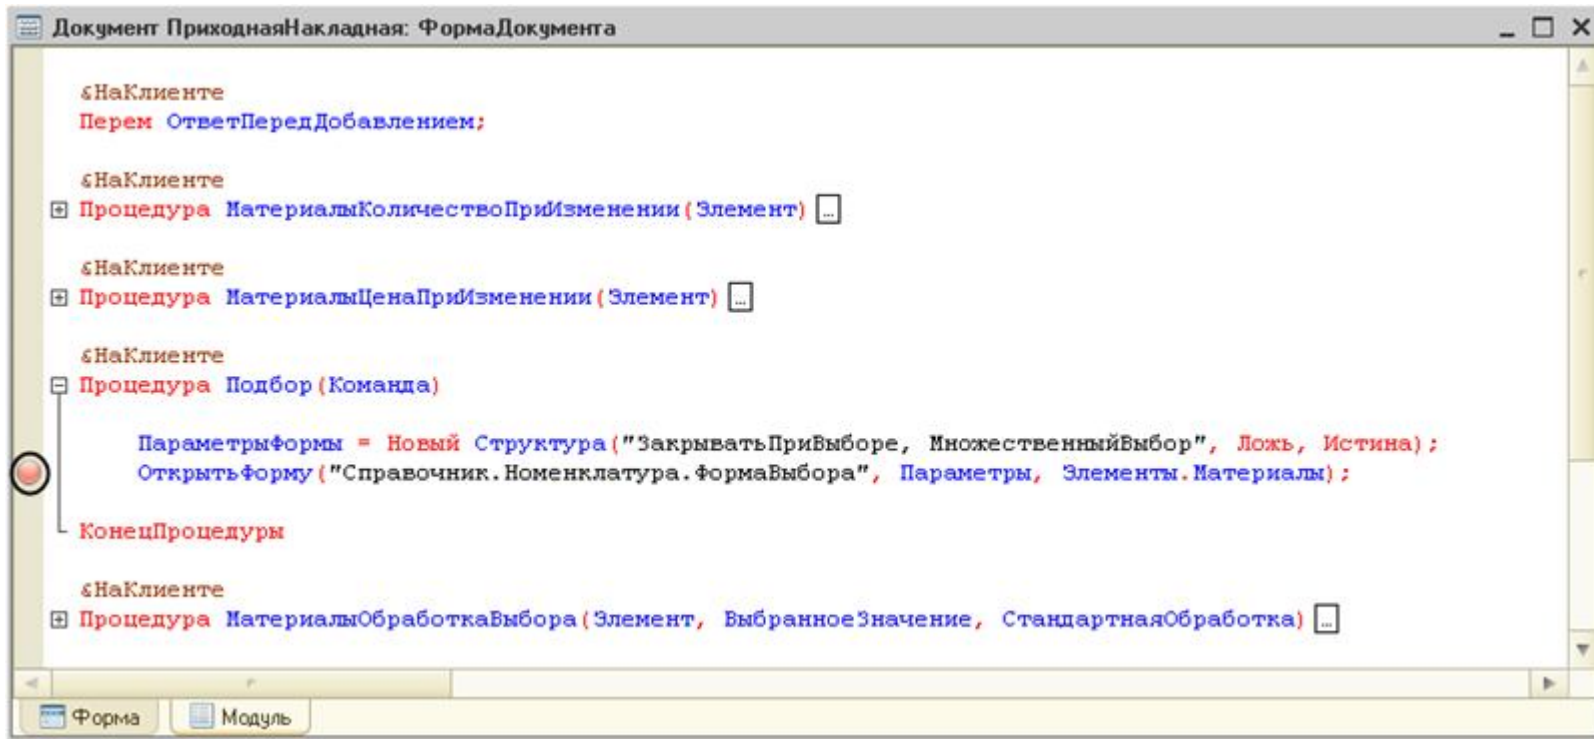 Документ ПриходнаяНакладная: ФормаДокумента
&НаКлиенте
Перем ОтветПередДобавлением;
&НаКлиенте
Процедура МатериалыКоличествоПриИзменении(Элемент) ...
&НаКлиенте
Процедура МатериалыЦенаПриИзменении(Элемент) ...
&НаКлиенте
Процедура Подбор(Команда)
ПараметрыФормы = Новый Структура("ЗакрыватьПриВыборе, МножественныйВыбор", Ложь, Истина);
ОткрытьФорму("Справочник.Номенклатура.ФормаВыбора", Параметры, Элементы.Материалы);
КонецПроцедуры
&НаКлиенте
Процедура МатериалыОбработкаВыбора(Элемент, ВыбранноеЗначение, СтандартнаяОбработка) ...
Форма Модуль